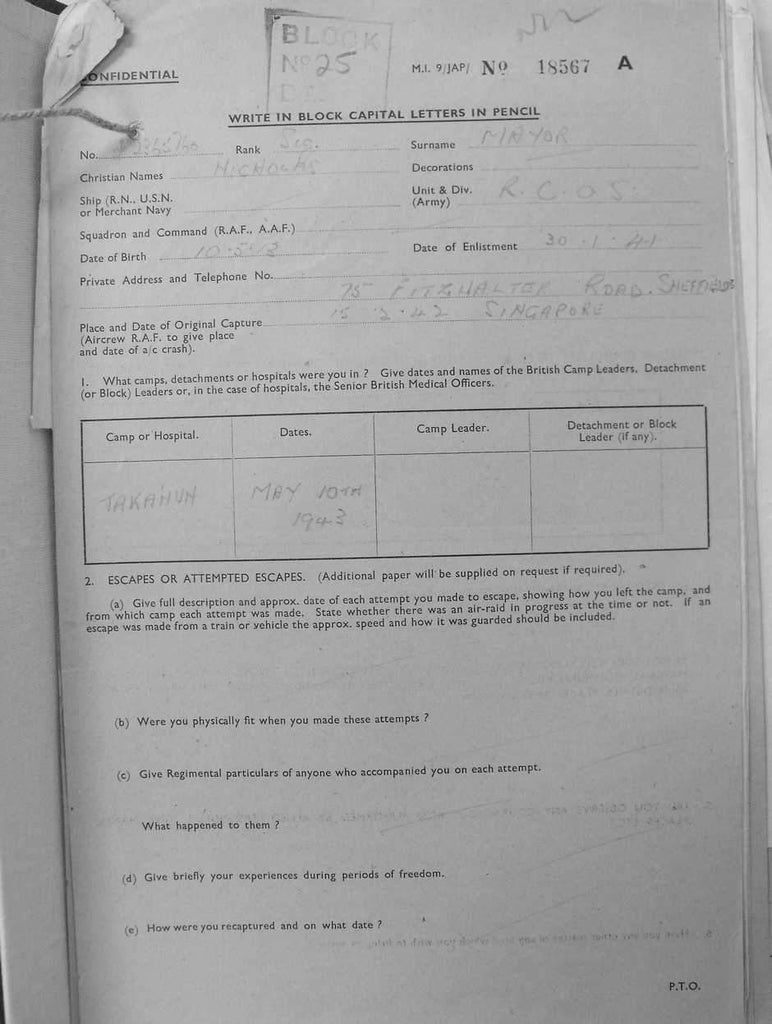 BLOCK
No 25
CONFIDENTIAL
M.I. 9/JAP/ No 18567 A
WRITE IN BLOCK CAPITAL LETTERS IN PENCIL
No. Rank Sig. Surname MAYOR
Christian Names NICHOLAS Decorations
Ship (R.N., U.S.N. or Merchant Navy Unit & Div. (Army) R.C.O.S.
Squadron and Command (R.A.F., A.A.F.)
Date of Birth 10.5.13 Date of Enlistment 30.1.41
Private Address and Telephone No.
75 FITZWALTER ROAD. SHEFFIELD
Place and Date of Original Capture 15.2.42 SINGAPORE
(Aircrew R.A.F. to give place
and date of a/c crash).
1. What camps, detachments or hospitals were you in ? Give dates and names of the British Camp Leaders, Detachment
(or Block) Leaders or, in the case of hospitals, the Senior British Medical Officers.
Camp or Hospital. Dates. Camp Leader. Detachment or Block Leader (if any).
TAKANUN MAY 10TH
1943
2. ESCAPES OR ATTEMPTED ESCAPES. (Additional paper will be supplied on request if required).
(a) Give full description and approx. date of each attempt you made to escape, showing how you left the camp, and
from which camp each attempt was made. State whether there was an air-raid in progress at the time or not. If an
escape was made from a train or vehicle the approx. speed and how it was guarded should be included.
(b) Were you physically fit when you made these attempts ?
(c) Give Regimental particulars of anyone who accompanied you on each attempt.
What happened to them ?
(d) Give briefly your experiences during periods of freedom.
(e) How were you recaptured and on what date ?
P.T.O.